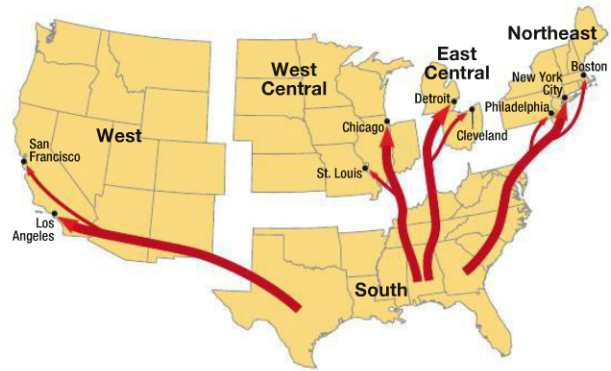 Northeast
East
Central
West
Central
Boston
New York
City
Detroit
Philadelphia
Chicago
Cleveland
West
San
Francisco
St. Louis
Los
Angeles
South